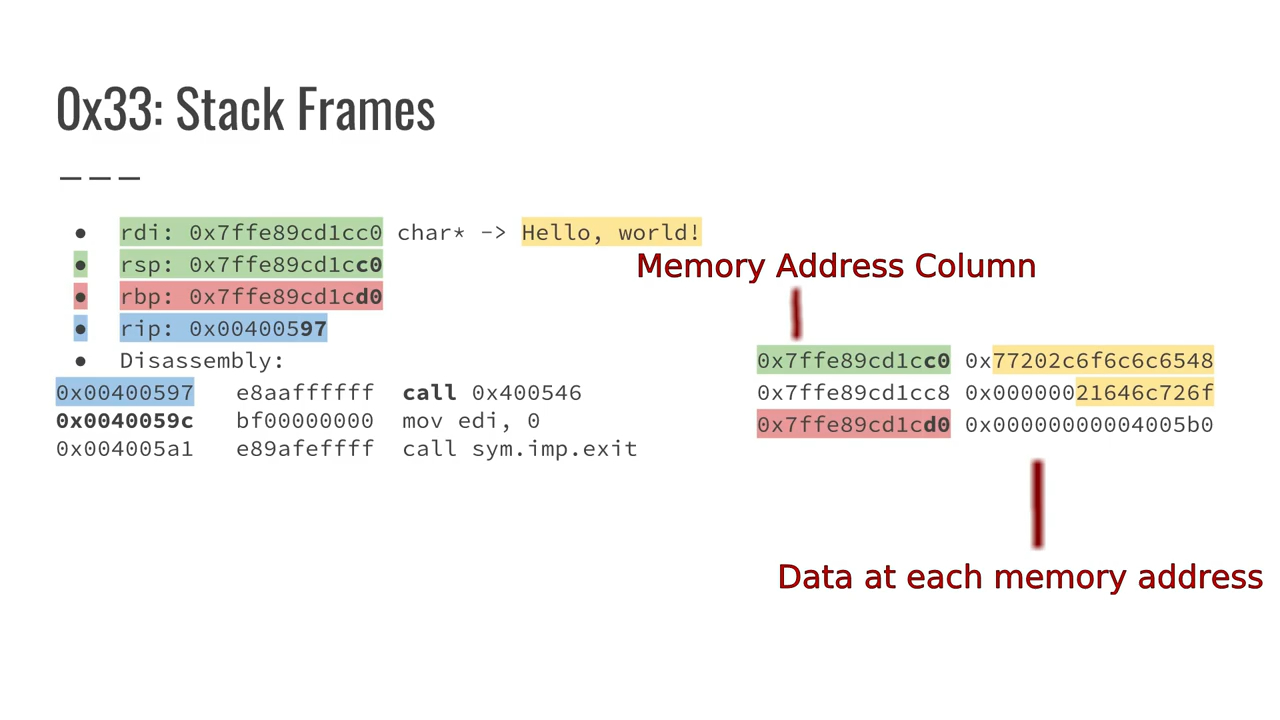 0x33: Stack Frames
– – –
● rdi: 0x7ffe89cd1cc0 char* -> Hello, world!
● rsp: 0x7ffe89cd1cc0
● rbp: 0x7ffe89cd1cd0
● rip: 0x00400597
● Disassembly:
0x00400597 e8aaffffff call 0x400546
0x0040059c bf00000000 mov edi, 0
0x004005a1 e89afeffff call sym.imp.exit
Memory Address Column
0x7ffe89cd1cc0 0x77202c6f6c6c6548
0x7ffe89cd1cc8 0x00000021646c726f
0x7ffe89cd1cd0 0x00000000004005b0
Data at each memory address